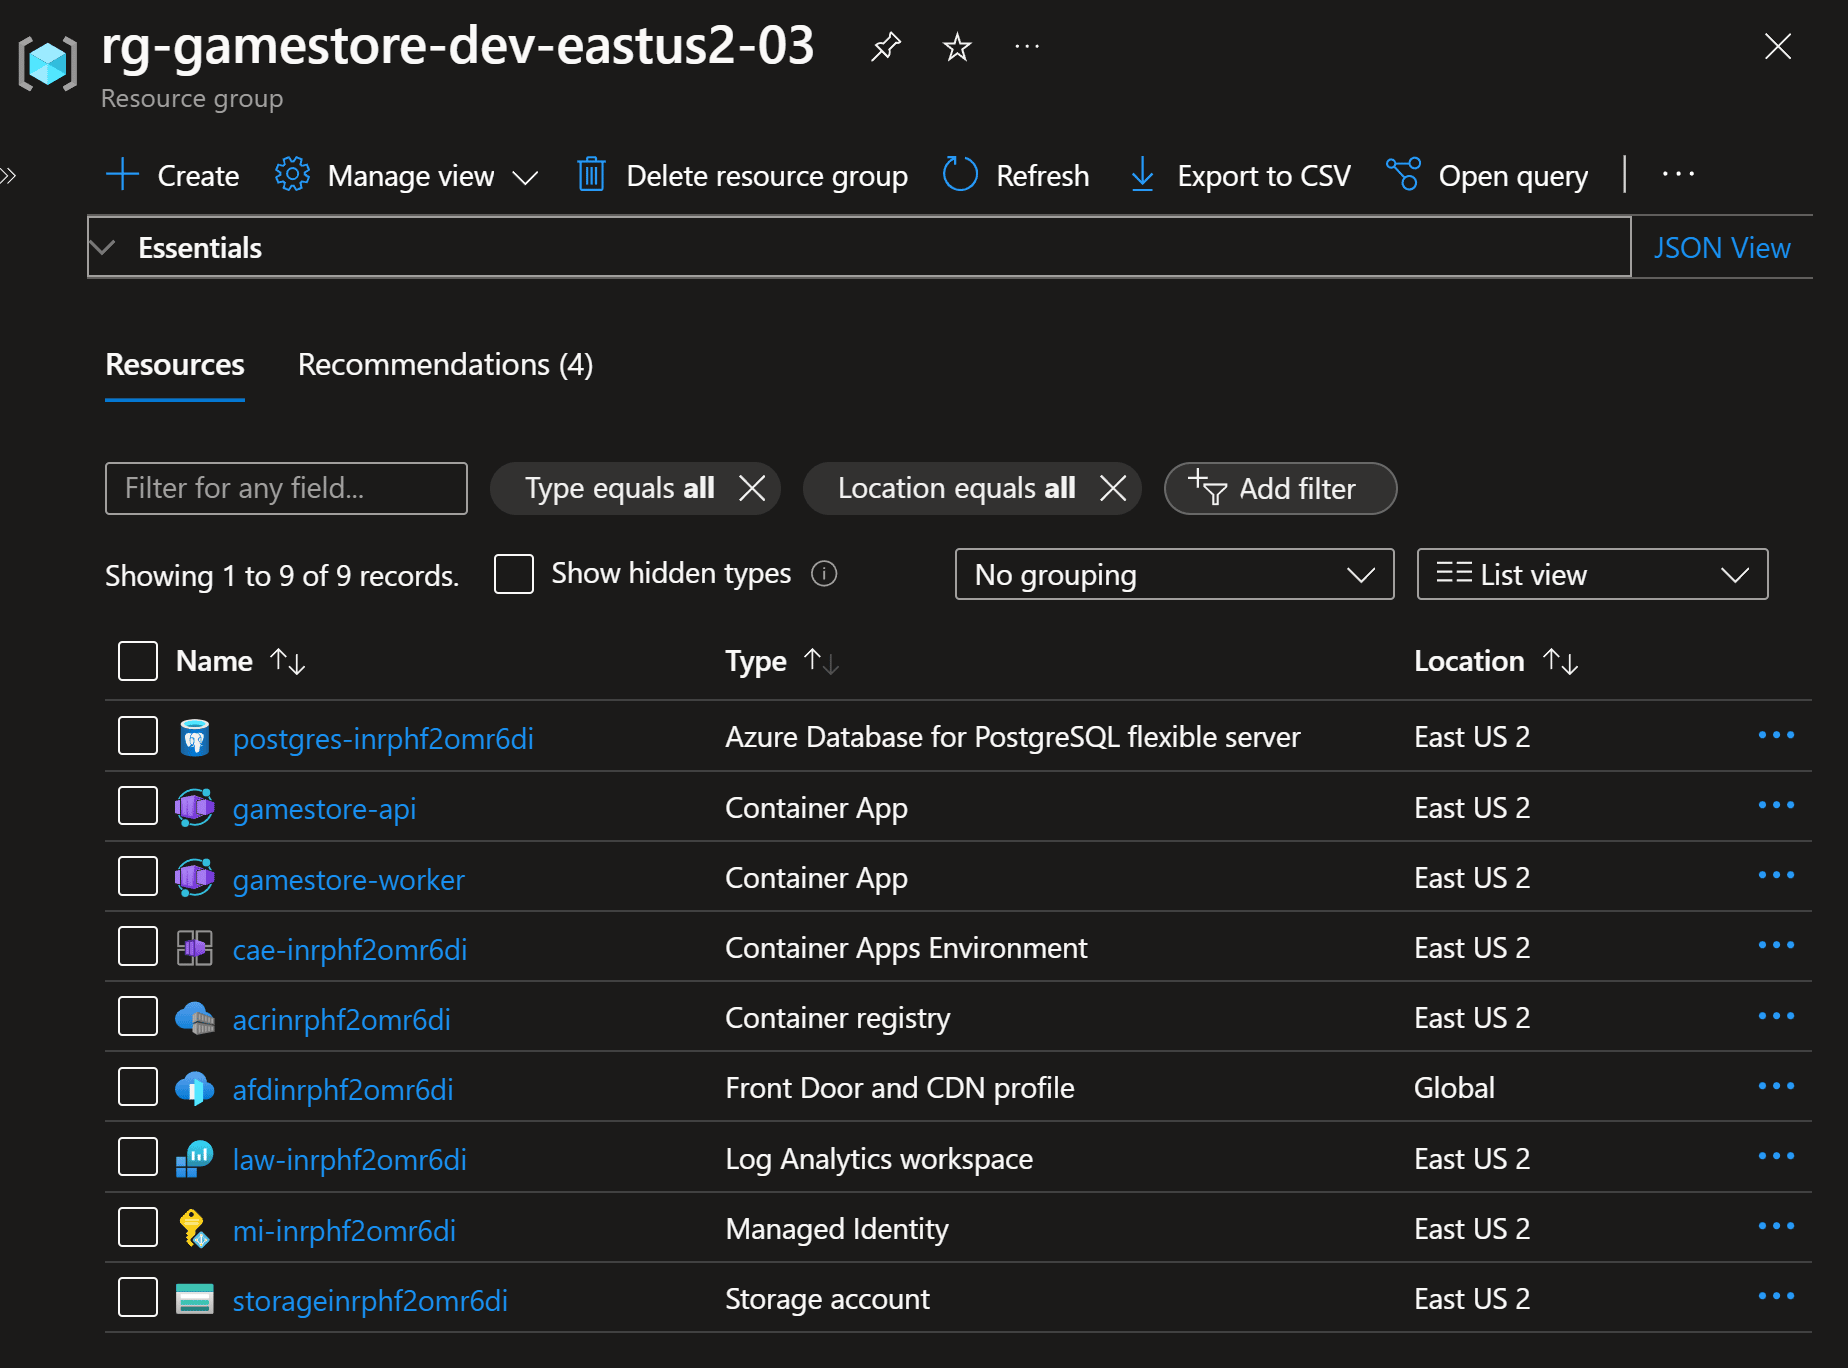 rg-gamestore-dev-eastus2-03
Resource group
Create Manage view Delete resource group Refresh Export to CSV Open query
Essentials JSON View
Resources Recommendations (4)
Filter for any field... Type equals all Location equals all Add filter
Showing 1 to 9 of 9 records. Show hidden types No grouping List view
Name Type Location
postgres-inrphf2omr6di Azure Database for PostgreSQL flexible server East US 2
gamestore-api Container App East US 2
gamestore-worker Container App East US 2
cae-inrphf2omr6di Container Apps Environment East US 2
acrinrphf2omr6di Container registry East US 2
afdinrphf2omr6di Front Door and CDN profile Global
law-inrphf2omr6di Log Analytics workspace East US 2
mi-inrphf2omr6di Managed Identity East US 2
storageinrphf2omr6di Storage account East US 2